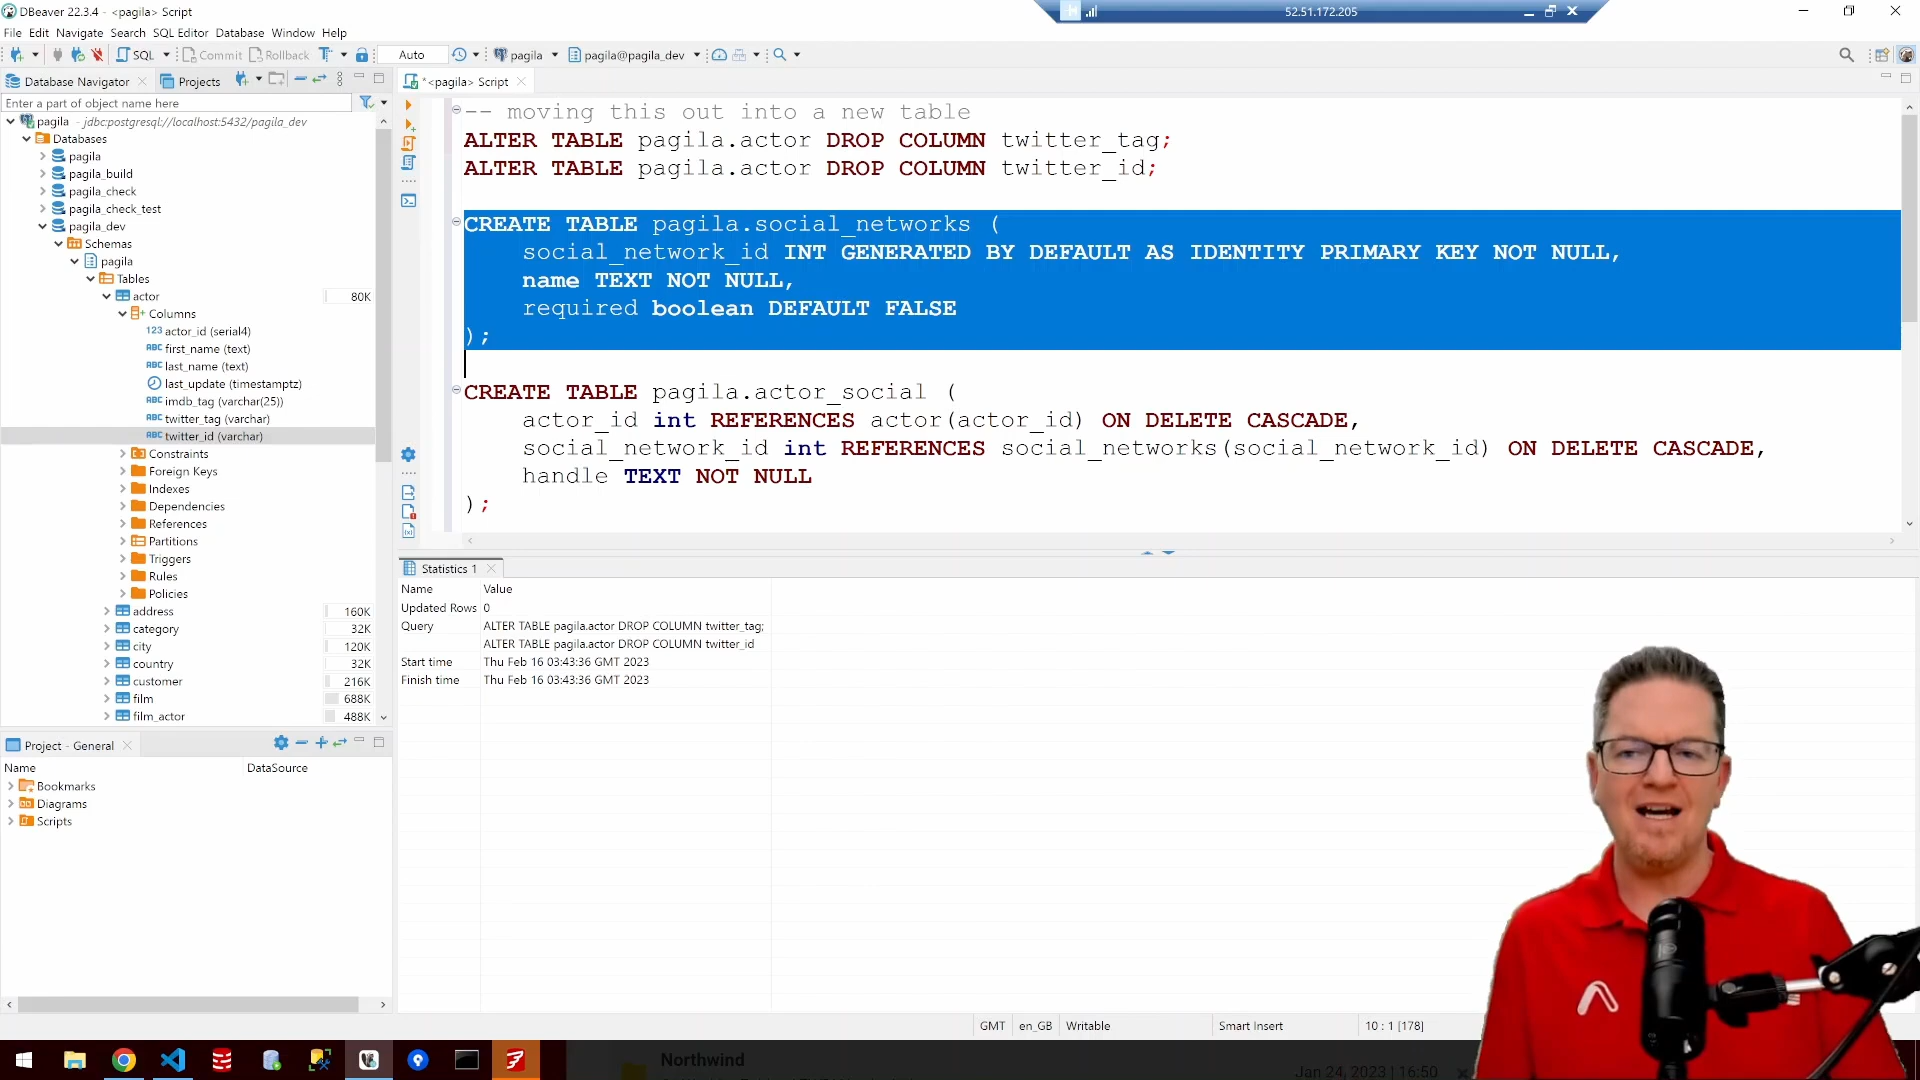 DBeaver 22.3.4 - <pagila> Script
52.51.172.205
File Edit Navigate Search SQL Editor Database Window Help
SQL Commit Rollback Auto pagila pagila@pagila_dev
Database Navigator Projects
Enter a part of object name here
pagila - jdbc:postgresql://localhost:5432/pagila_dev
Databases
pagila
pagila_build
pagila_check
pagila_check_test
pagila_dev
Schemas
pagila
Tables
actor 80K
Columns
123 actor_id (serial4)
ABC first_name (text)
ABC last_name (text)
last_update (timestamptz)
ABC imdb_tag (varchar(25))
ABC twitter_tag (varchar)
ABC twitter_id (varchar)
Constraints
Foreign Keys
Indexes
Dependencies
References
Partitions
Triggers
Rules
Policies
address 160K
category 32K
city 120K
country 32K
customer 216K
film 688K
film_actor 488K
Project - General
Name DataSource
Bookmarks
Diagrams
Scripts
*<pagila> Script
-- moving this out into a new table
ALTER TABLE pagila.actor DROP COLUMN twitter_tag;
ALTER TABLE pagila.actor DROP COLUMN twitter_id;
CREATE TABLE pagila.social_networks (
social_network_id INT GENERATED BY DEFAULT AS IDENTITY PRIMARY KEY NOT NULL,
name TEXT NOT NULL,
required boolean DEFAULT FALSE
);
CREATE TABLE pagila.actor_social (
actor_id int REFERENCES actor(actor_id) ON DELETE CASCADE,
social_network_id int REFERENCES social_networks(social_network_id) ON DELETE CASCADE,
handle TEXT NOT NULL
);
Statistics 1
Name Value
Updated Rows 0
Query ALTER TABLE pagila.actor DROP COLUMN twitter_tag;
ALTER TABLE pagila.actor DROP COLUMN twitter_id
Start time Thu Feb 16 03:43:36 GMT 2023
Finish time Thu Feb 16 03:43:36 GMT 2023
GMT en_GB Writable Smart Insert 10 : 1 [178]
Northwind
Jan 24, 2023 | 16:50